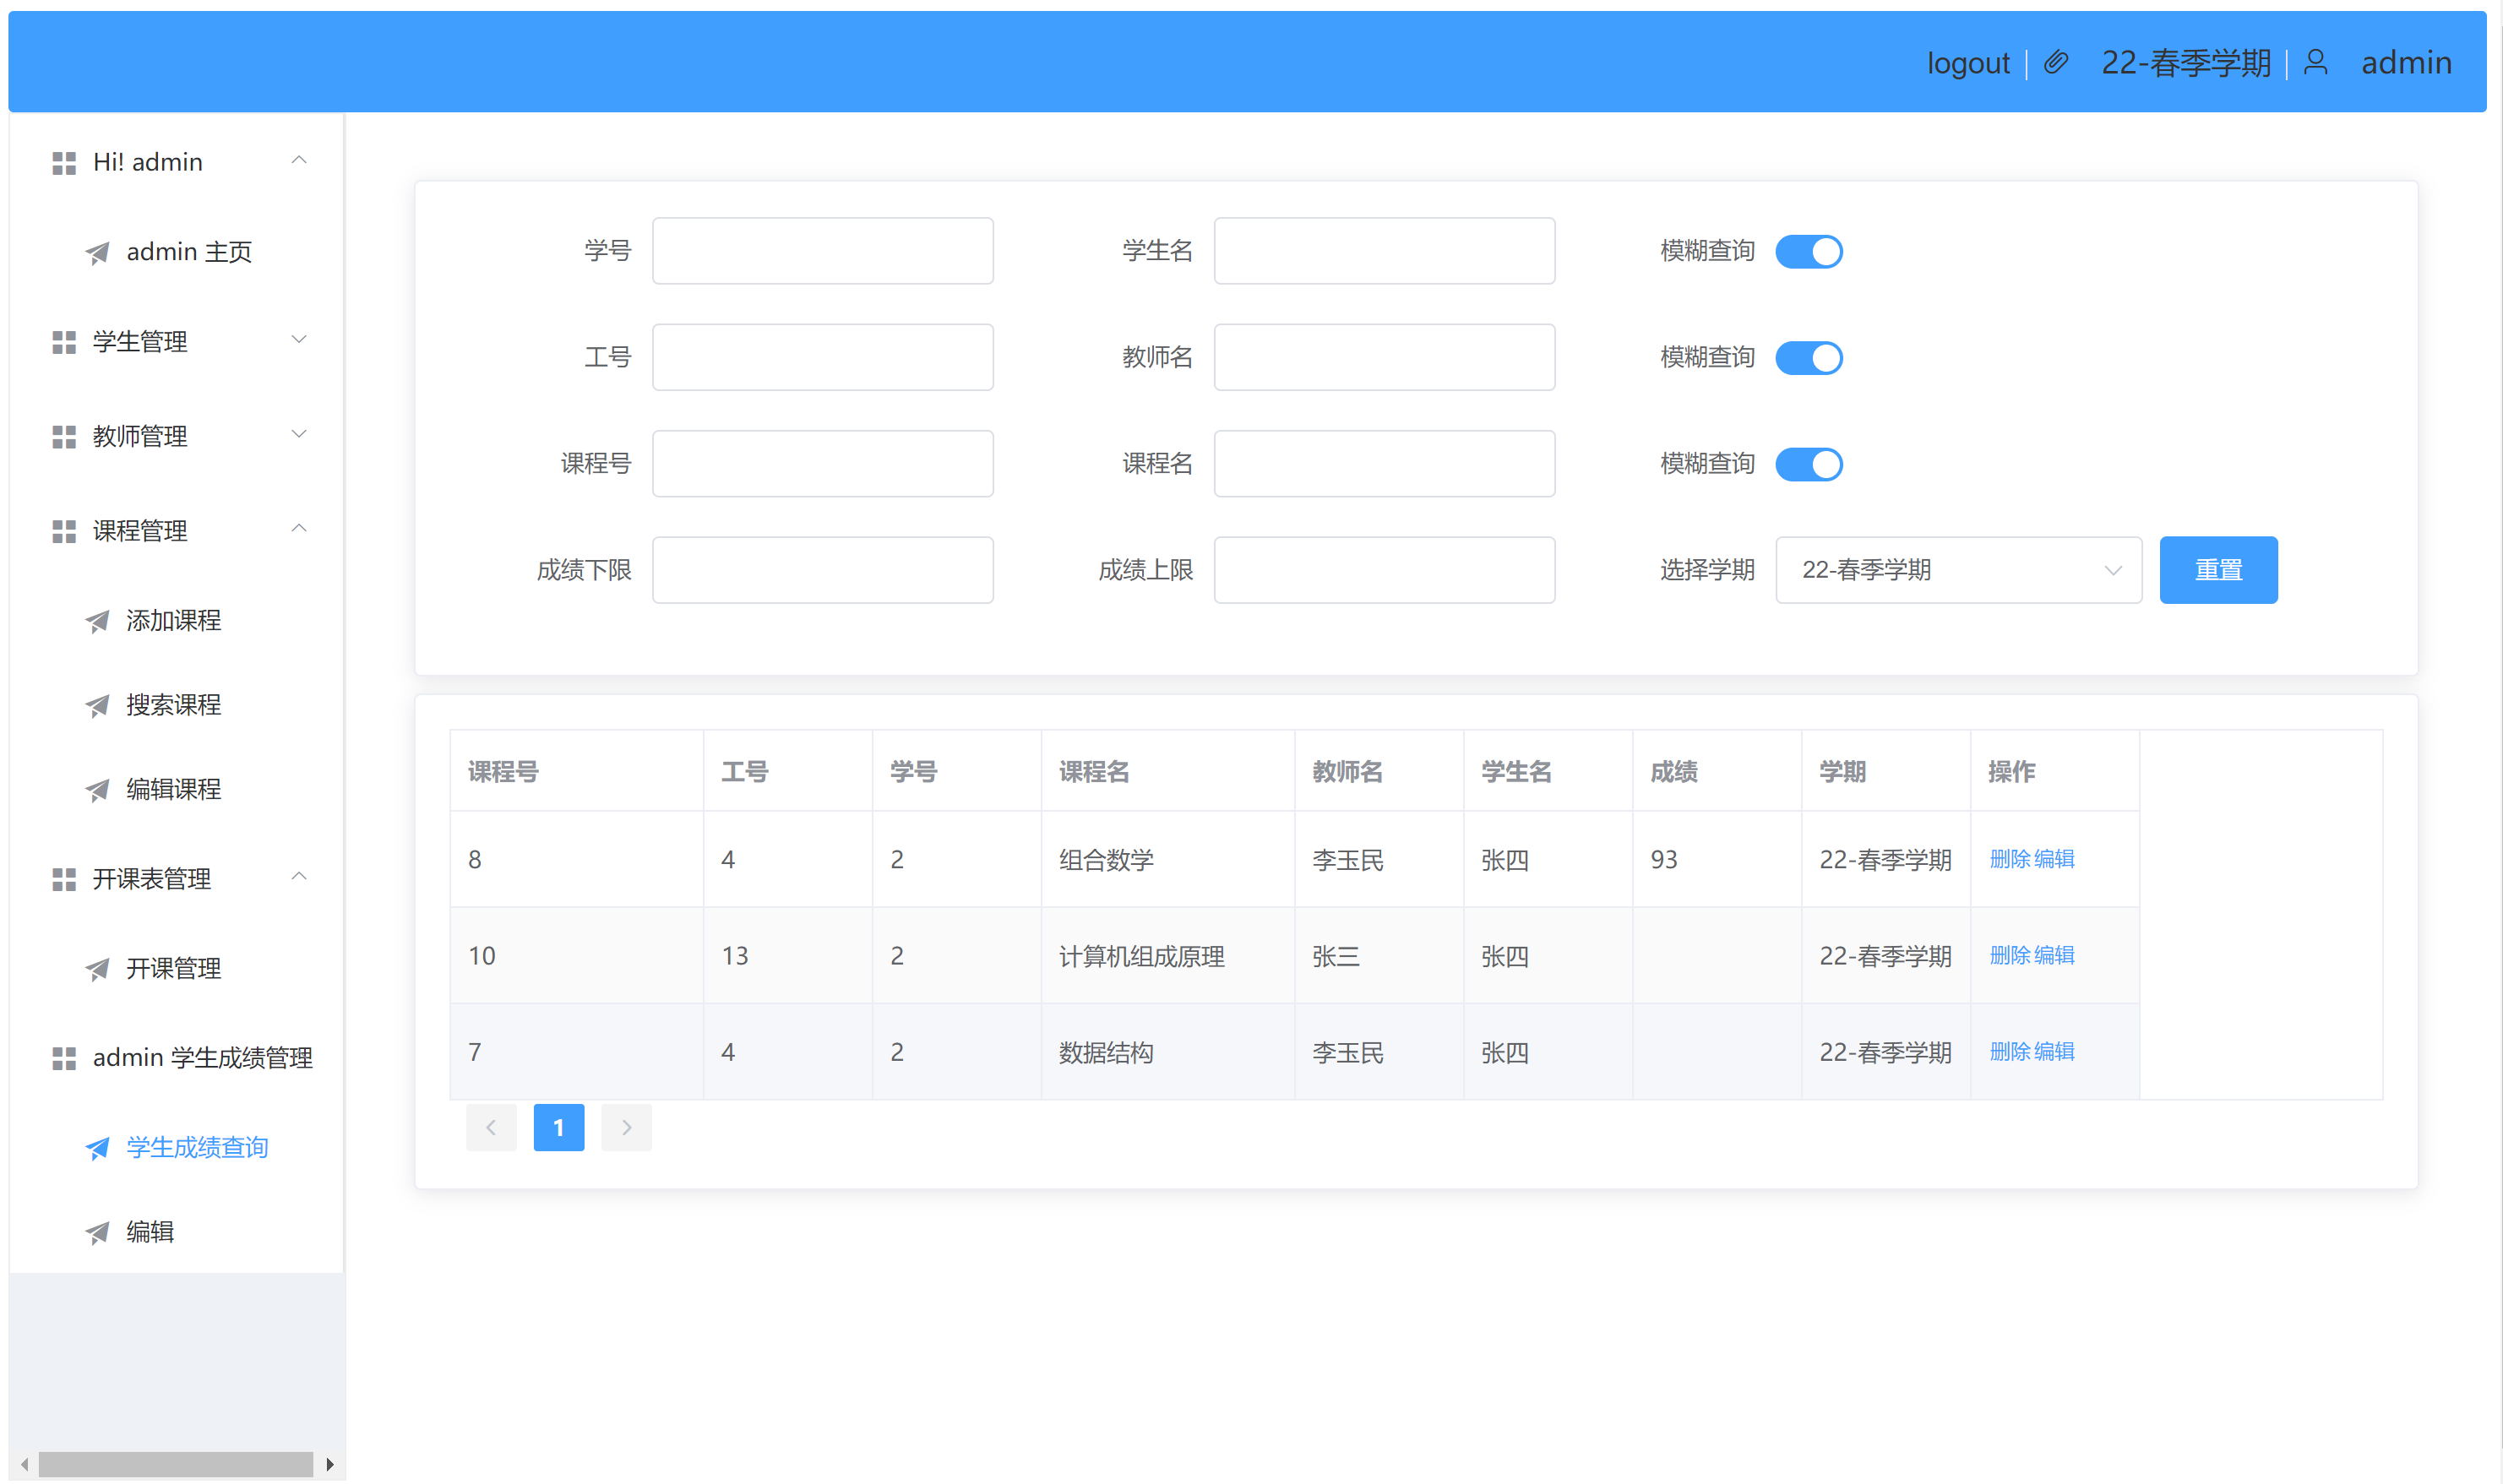 logout 22-春季学期 admin
Hi! admin
admin 主页
学生管理
教师管理
课程管理
添加课程
搜索课程
编辑课程
开课表管理
开课管理
admin 学生成绩管理
学生成绩查询
编辑
学号 学生名 模糊查询
工号 教师名 模糊查询
课程号 课程名 模糊查询
成绩下限 成绩上限 选择学期 22-春季学期 重置
课程号 工号 学号 课程名 教师名 学生名 成绩 学期 操作
8 4 2 组合数学 李玉民 张四 93 22-春季学期 删除 编辑
10 13 2 计算机组成原理 张三 张四 22-春季学期 删除 编辑
7 4 2 数据结构 李玉民 张四 22-春季学期 删除 编辑
1